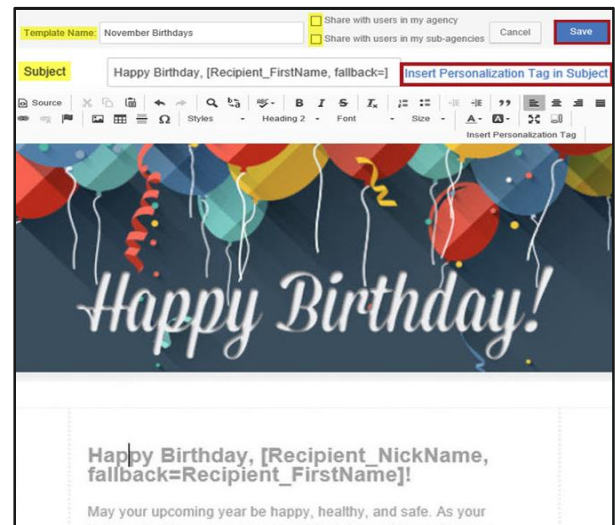 Share with users in my agency
Template Name: November Birthdays
Share with users in my sub-agencies
Cancel
Save
Subject
Happy Birthday, [Recipient_FirstName, fallback=]
Insert Personalization Tag in Subject
Source B I S Ix
Styles Heading 2 Font Size A A
Insert Personalization Tag
Happy Birthday!
Happy Birthday, [Recipient_NickName,
fallback=Recipient_FirstName]!
May your upcoming year be happy, healthy, and safe. As your